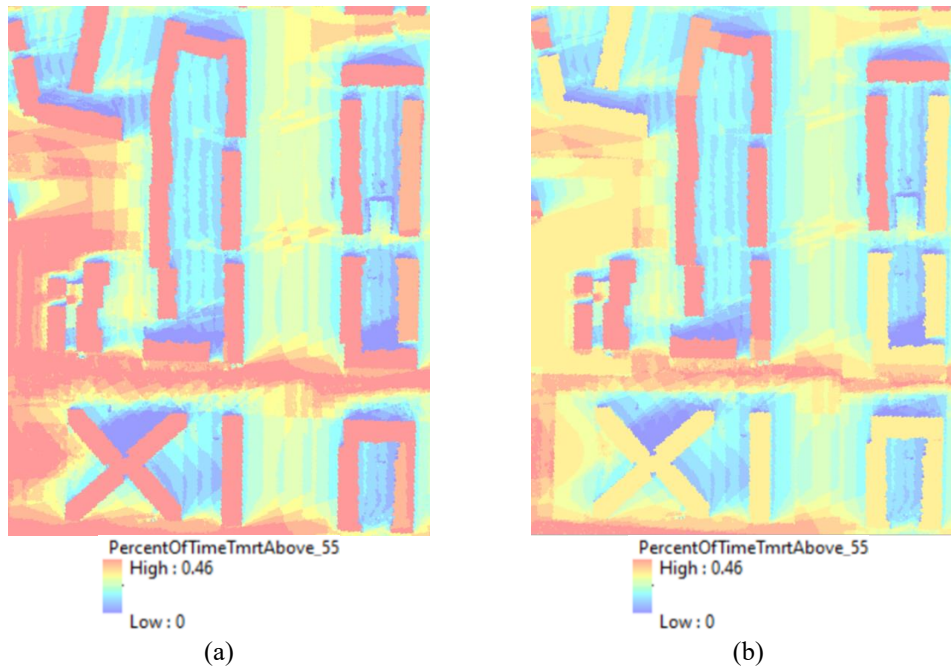 PercentOfTimeTmrtAbove_55
High : 0.46
Low : 0
(a)
PercentOfTimeTmrtAbove_55
High : 0.46
Low : 0
(b)